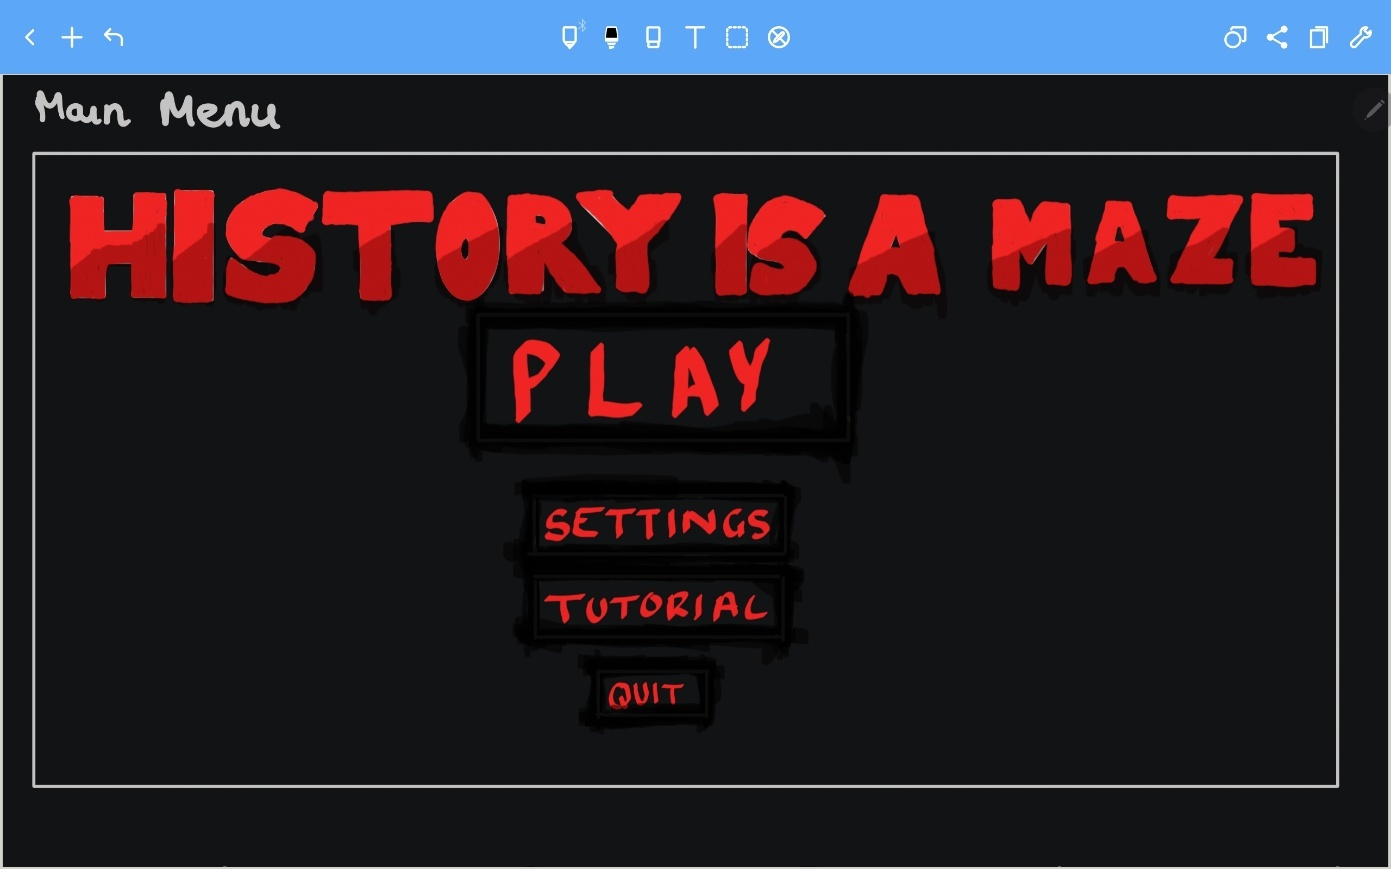 Main Menu
HISTORY IS A MAZE
PLAY
SETTINGS
TUTORIAL
QUIT